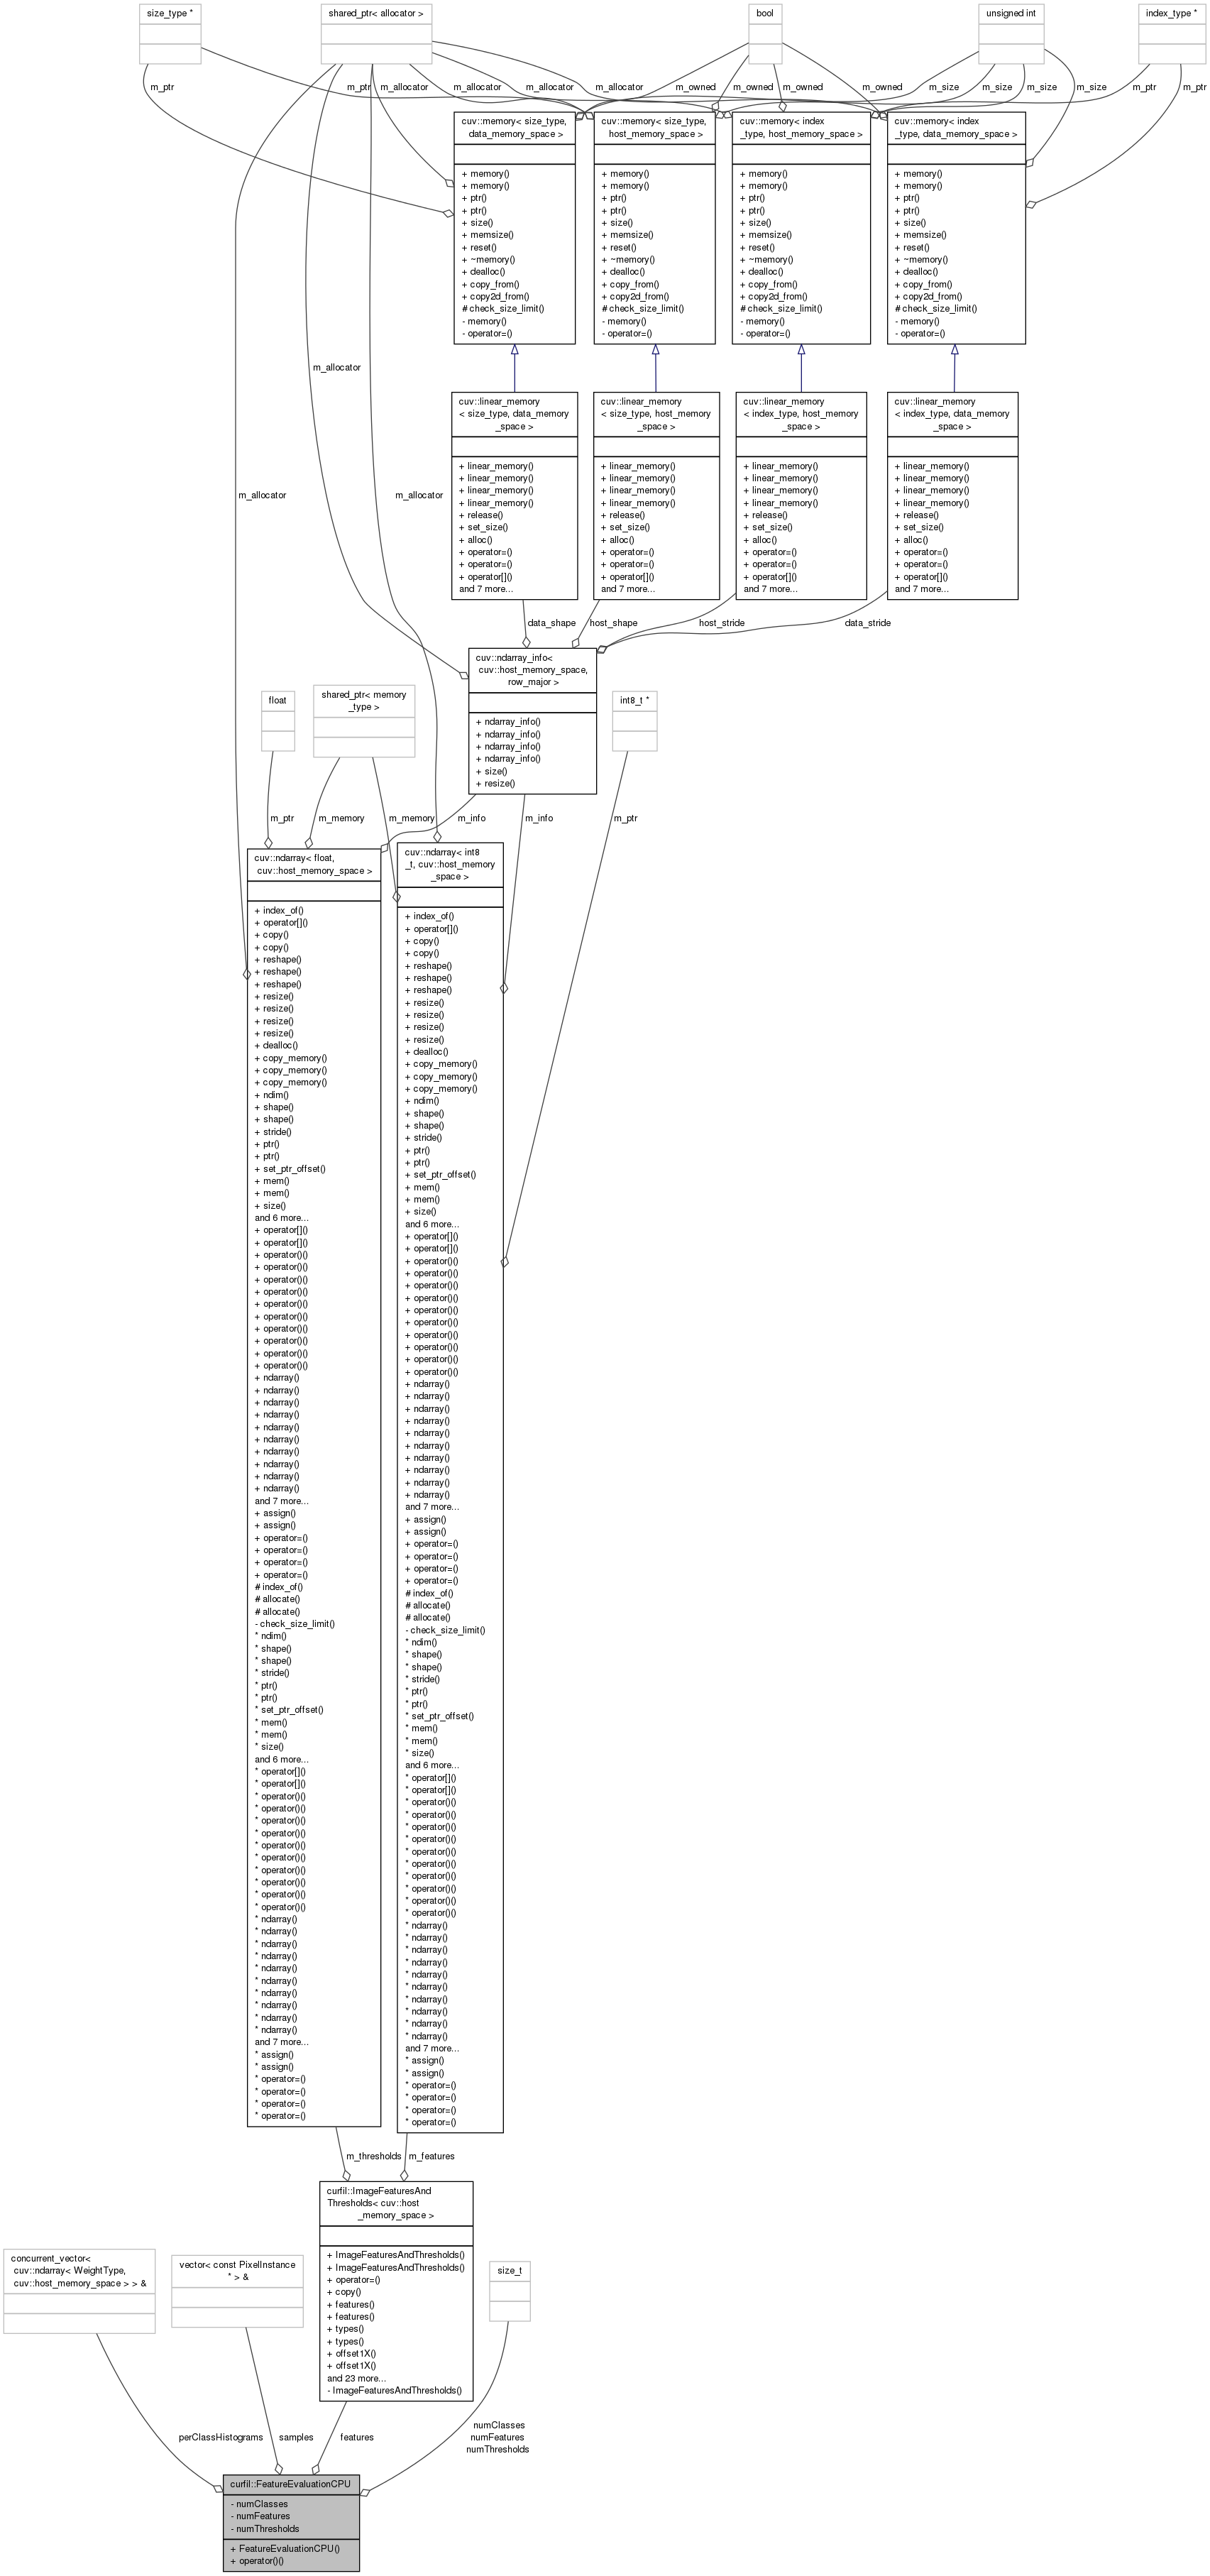 size_type *
shared_ptr< allocator >
bool
unsigned int
index_type *
m_ptr
m_ptr
m_allocator
m_allocator
m_allocator
m_allocator
m_owned
m_owned
m_owned
m_owned
m_size
m_size
m_size
m_size
m_ptr
m_ptr
cuv::memory< size_type,
data_memory_space >
+ memory()
+ memory()
+ ptr()
+ ptr()
+ size()
+ memsize()
+ reset()
+ ~memory()
+ dealloc()
+ copy_from()
+ copy2d_from()
# check_size_limit()
- memory()
- operator=()
cuv::memory< size_type,
host_memory_space >
+ memory()
+ memory()
+ ptr()
+ ptr()
+ size()
+ memsize()
+ reset()
+ ~memory()
+ dealloc()
+ copy_from()
+ copy2d_from()
# check_size_limit()
- memory()
- operator=()
cuv::memory< index
_type, host_memory_space >
+ memory()
+ memory()
+ ptr()
+ ptr()
+ size()
+ memsize()
+ reset()
+ ~memory()
+ dealloc()
+ copy_from()
+ copy2d_from()
# check_size_limit()
- memory()
- operator=()
cuv::memory< index
_type, data_memory_space >
+ memory()
+ memory()
+ ptr()
+ ptr()
+ size()
+ memsize()
+ reset()
+ ~memory()
+ dealloc()
+ copy_from()
+ copy2d_from()
# check_size_limit()
- memory()
- operator=()
m_allocator
cuv::linear_memory
< size_type, data_memory
_space >
+ linear_memory()
+ linear_memory()
+ linear_memory()
+ linear_memory()
+ release()
+ set_size()
+ alloc()
+ operator=()
+ operator=()
+ operator[]()
and 7 more...
cuv::linear_memory
< size_type, host_memory
_space >
+ linear_memory()
+ linear_memory()
+ linear_memory()
+ linear_memory()
+ release()
+ set_size()
+ alloc()
+ operator=()
+ operator=()
+ operator[]()
and 7 more...
cuv::linear_memory
< index_type, host_memory
_space >
+ linear_memory()
+ linear_memory()
+ linear_memory()
+ linear_memory()
+ release()
+ set_size()
+ alloc()
+ operator=()
+ operator=()
+ operator[]()
and 7 more...
cuv::linear_memory
< index_type, data_memory
_space >
+ linear_memory()
+ linear_memory()
+ linear_memory()
+ linear_memory()
+ release()
+ set_size()
+ alloc()
+ operator=()
+ operator=()
+ operator[]()
and 7 more...
m_allocator
m_allocator
data_shape
host_shape
host_stride
data_stride
cuv::ndarray_info<
cuv::host_memory_space,
row_major >
+ ndarray_info()
+ ndarray_info()
+ ndarray_info()
+ ndarray_info()
+ size()
+ resize()
float
shared_ptr< memory
_type >
int8_t *
m_ptr
m_memory
m_memory
m_info
m_info
m_ptr
cuv::ndarray< float,
cuv::host_memory_space >
+ index_of()
+ operator[]()
+ copy()
+ copy()
+ reshape()
+ reshape()
+ reshape()
+ resize()
+ resize()
+ resize()
+ resize()
+ dealloc()
+ copy_memory()
+ copy_memory()
+ copy_memory()
+ ndim()
+ shape()
+ shape()
+ stride()
+ ptr()
+ ptr()
+ set_ptr_offset()
+ mem()
+ mem()
+ size()
and 6 more...
+ operator[]()
+ operator[]()
+ operator()()
+ operator()()
+ operator()()
+ operator()()
+ operator()()
+ operator()()
+ operator()()
+ operator()()
+ operator()()
+ operator()()
+ ndarray()
+ ndarray()
+ ndarray()
+ ndarray()
+ ndarray()
+ ndarray()
+ ndarray()
+ ndarray()
+ ndarray()
+ ndarray()
and 7 more...
+ assign()
+ assign()
+ operator=()
+ operator=()
+ operator=()
+ operator=()
# index_of()
# allocate()
# allocate()
- check_size_limit()
* ndim()
* shape()
* shape()
* stride()
* ptr()
* ptr()
* set_ptr_offset()
* mem()
* mem()
* size()
and 6 more...
* operator[]()
* operator[]()
* operator()()
* operator()()
* operator()()
* operator()()
* operator()()
* operator()()
* operator()()
* operator()()
* operator()()
* operator()()
* ndarray()
* ndarray()
* ndarray()
* ndarray()
* ndarray()
* ndarray()
* ndarray()
* ndarray()
* ndarray()
* ndarray()
and 7 more...
* assign()
* assign()
* operator=()
* operator=()
* operator=()
* operator=()
cuv::ndarray< int8
_t, cuv::host_memory
_space >
+ index_of()
+ operator[]()
+ copy()
+ copy()
+ reshape()
+ reshape()
+ reshape()
+ resize()
+ resize()
+ resize()
+ resize()
+ dealloc()
+ copy_memory()
+ copy_memory()
+ copy_memory()
+ ndim()
+ shape()
+ shape()
+ stride()
+ ptr()
+ ptr()
+ set_ptr_offset()
+ mem()
+ mem()
+ size()
and 6 more...
+ operator[]()
+ operator[]()
+ operator()()
+ operator()()
+ operator()()
+ operator()()
+ operator()()
+ operator()()
+ operator()()
+ operator()()
+ operator()()
+ operator()()
+ ndarray()
+ ndarray()
+ ndarray()
+ ndarray()
+ ndarray()
+ ndarray()
+ ndarray()
+ ndarray()
+ ndarray()
+ ndarray()
and 7 more...
+ assign()
+ assign()
+ operator=()
+ operator=()
+ operator=()
+ operator=()
# index_of()
# allocate()
# allocate()
- check_size_limit()
* ndim()
* shape()
* shape()
* stride()
* ptr()
* ptr()
* set_ptr_offset()
* mem()
* mem()
* size()
and 6 more...
* operator[]()
* operator[]()
* operator()()
* operator()()
* operator()()
* operator()()
* operator()()
* operator()()
* operator()()
* operator()()
* operator()()
* operator()()
* ndarray()
* ndarray()
* ndarray()
* ndarray()
* ndarray()
* ndarray()
* ndarray()
* ndarray()
* ndarray()
* ndarray()
and 7 more...
* assign()
* assign()
* operator=()
* operator=()
* operator=()
* operator=()
m_thresholds
m_features
curfil::ImageFeaturesAnd
Thresholds< cuv::host
_memory_space >
+ ImageFeaturesAndThresholds()
+ ImageFeaturesAndThresholds()
+ operator=()
+ copy()
+ features()
+ features()
+ types()
+ types()
+ offset1X()
+ offset1X()
and 23 more...
- ImageFeaturesAndThresholds()
concurrent_vector<
cuv::ndarray< WeightType,
cuv::host_memory_space > > &
vector< const PixelInstance
* > &
size_t
perClassHistograms
samples
features
numClasses
numFeatures
numThresholds
curfil::FeatureEvaluationCPU
- numClasses
- numFeatures
- numThresholds
+ FeatureEvaluationCPU()
+ operator()()